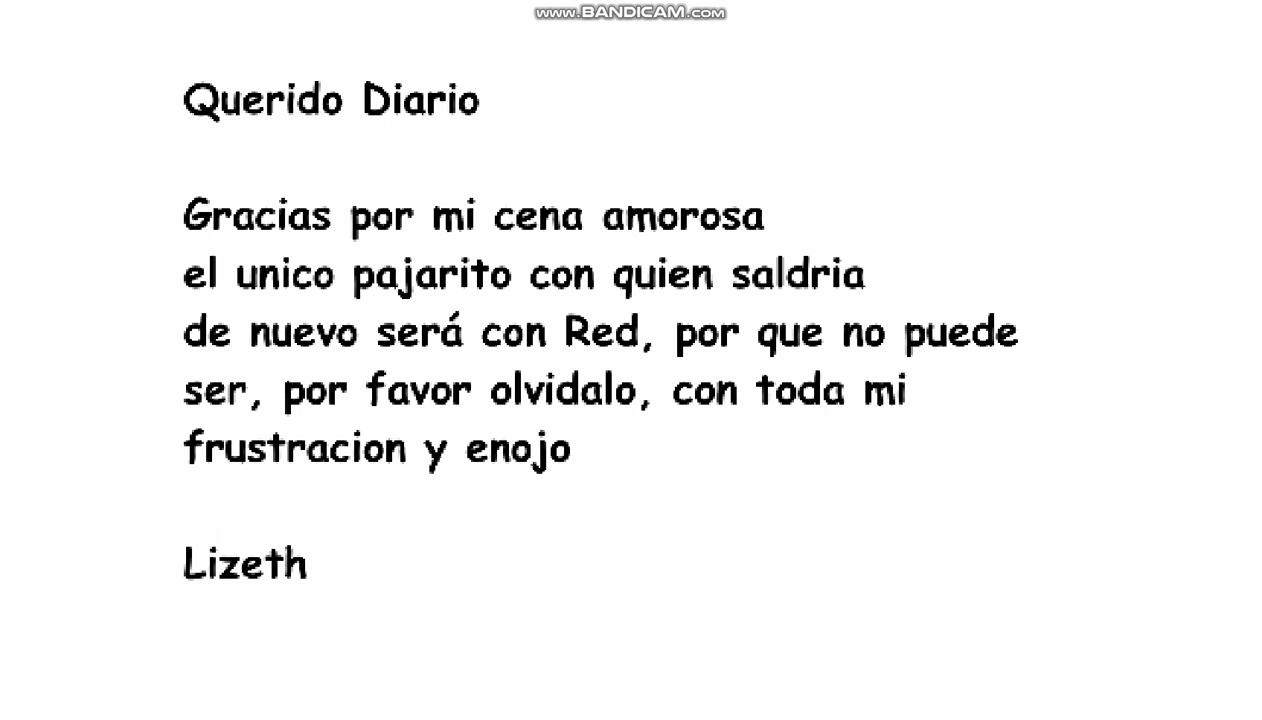 www.BANDICAM.com
Querido Diario
Gracias por mi cena amorosa
el unico pajarito con quien saldria
de nuevo será con Red, por que no puede
ser, por favor olvidalo, con toda mi
frustracion y enojo
Lizeth